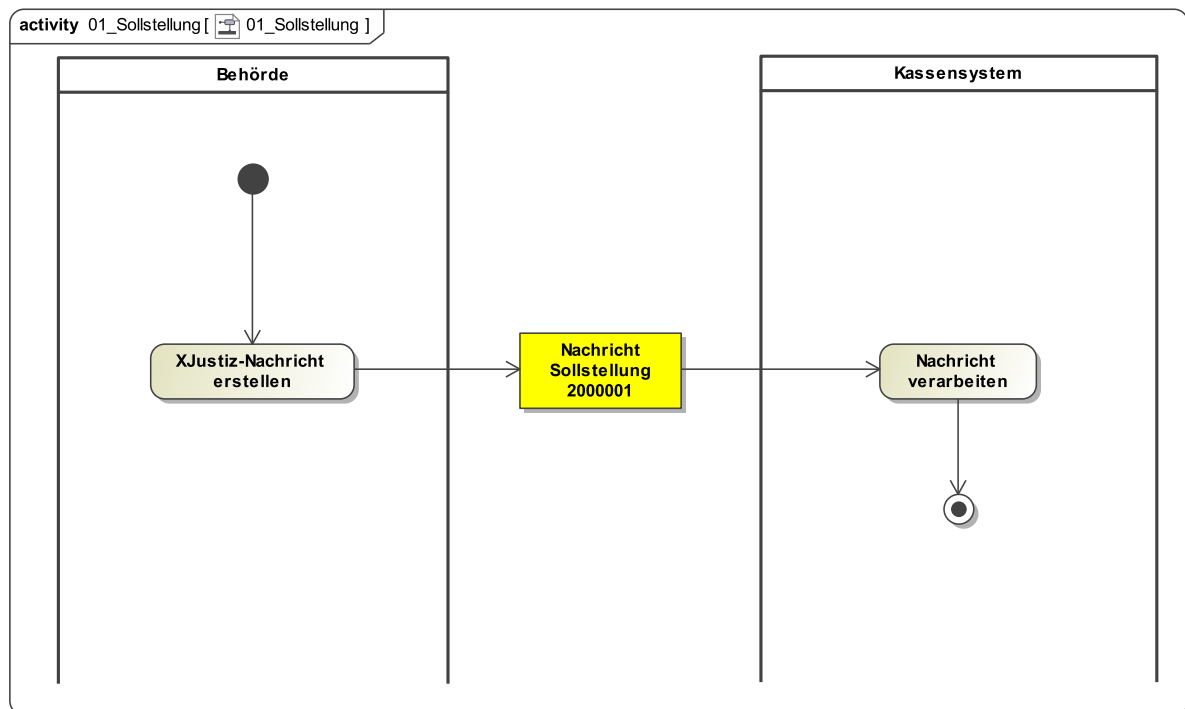 activity 01_Sollstellung [ 01_Sollstellung ]
Behörde
Kassensystem
XJustiz-Nachricht
erstellen
Nachricht
Sollstellung
2000001
Nachricht
verarbeiten